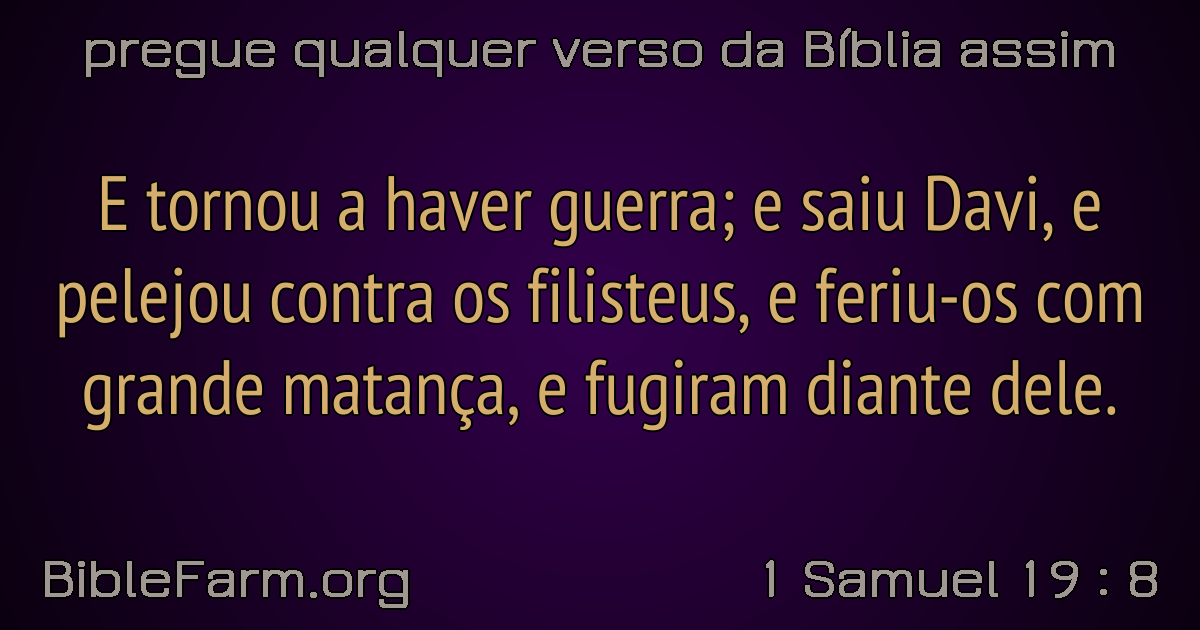 pregue qualquer verso da Bíblia assim
E tornou a haver guerra; e saiu Davi, e
pelejou contra os filisteus, e feriu-os com
grande matança, e fugiram diante dele.
BibleFarm.org
1 Samuel 19 : 8